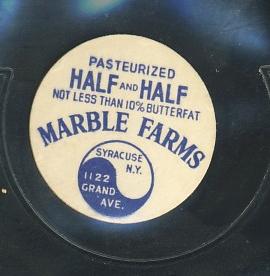 PASTEURIZED
HALF AND HALF
NOT LESS THAN 10% BUTTERFAT
MARBLE FARMS
SYRACUSE
N.Y.
1122
GRAND
AVE.